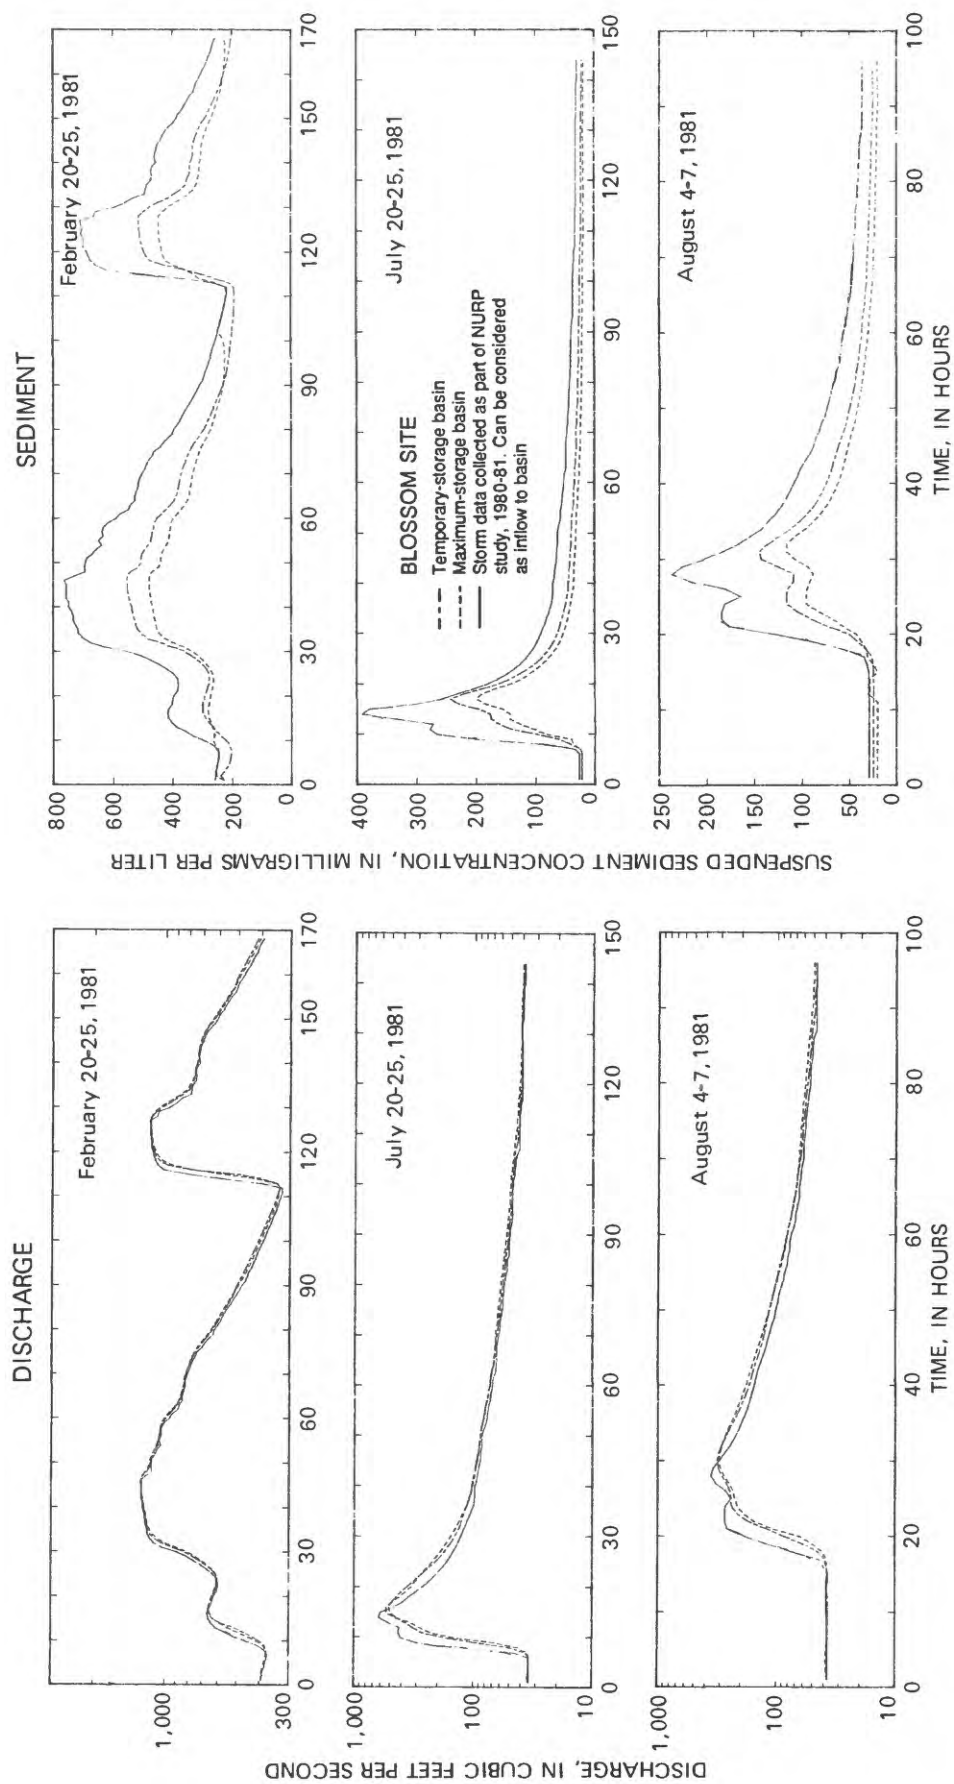 DISCHARGE
February 20-25, 1981
1,000
300
0 30 60 90 120 150 170
July 20-25, 1981
1,000
100
10
0 30 60 90 120 150
August 4-7, 1981
1,000
100
10
0 20 40 60 80 100
TIME, IN HOURS
DISCHARGE, IN CUBIC FEET PER SECOND
SEDIMENT
February 20-25, 1981
800
600
400
200
0
0 30 60 90 120 150 170
July 20-25, 1981
BLOSSOM SITE
Temporary-storage basin
Maximum-storage basin
Storm data collected as part of NURP
study, 1980-81. Can be considered
as inflow to basin
400
300
200
100
0
0 30 60 90 120 150
August 4-7, 1981
250
200
150
100
50
0
0 20 40 60 80 100
TIME, IN HOURS
SUSPENDED SEDIMENT CONCENTRATION, IN MILLIGRAMS PER LITER